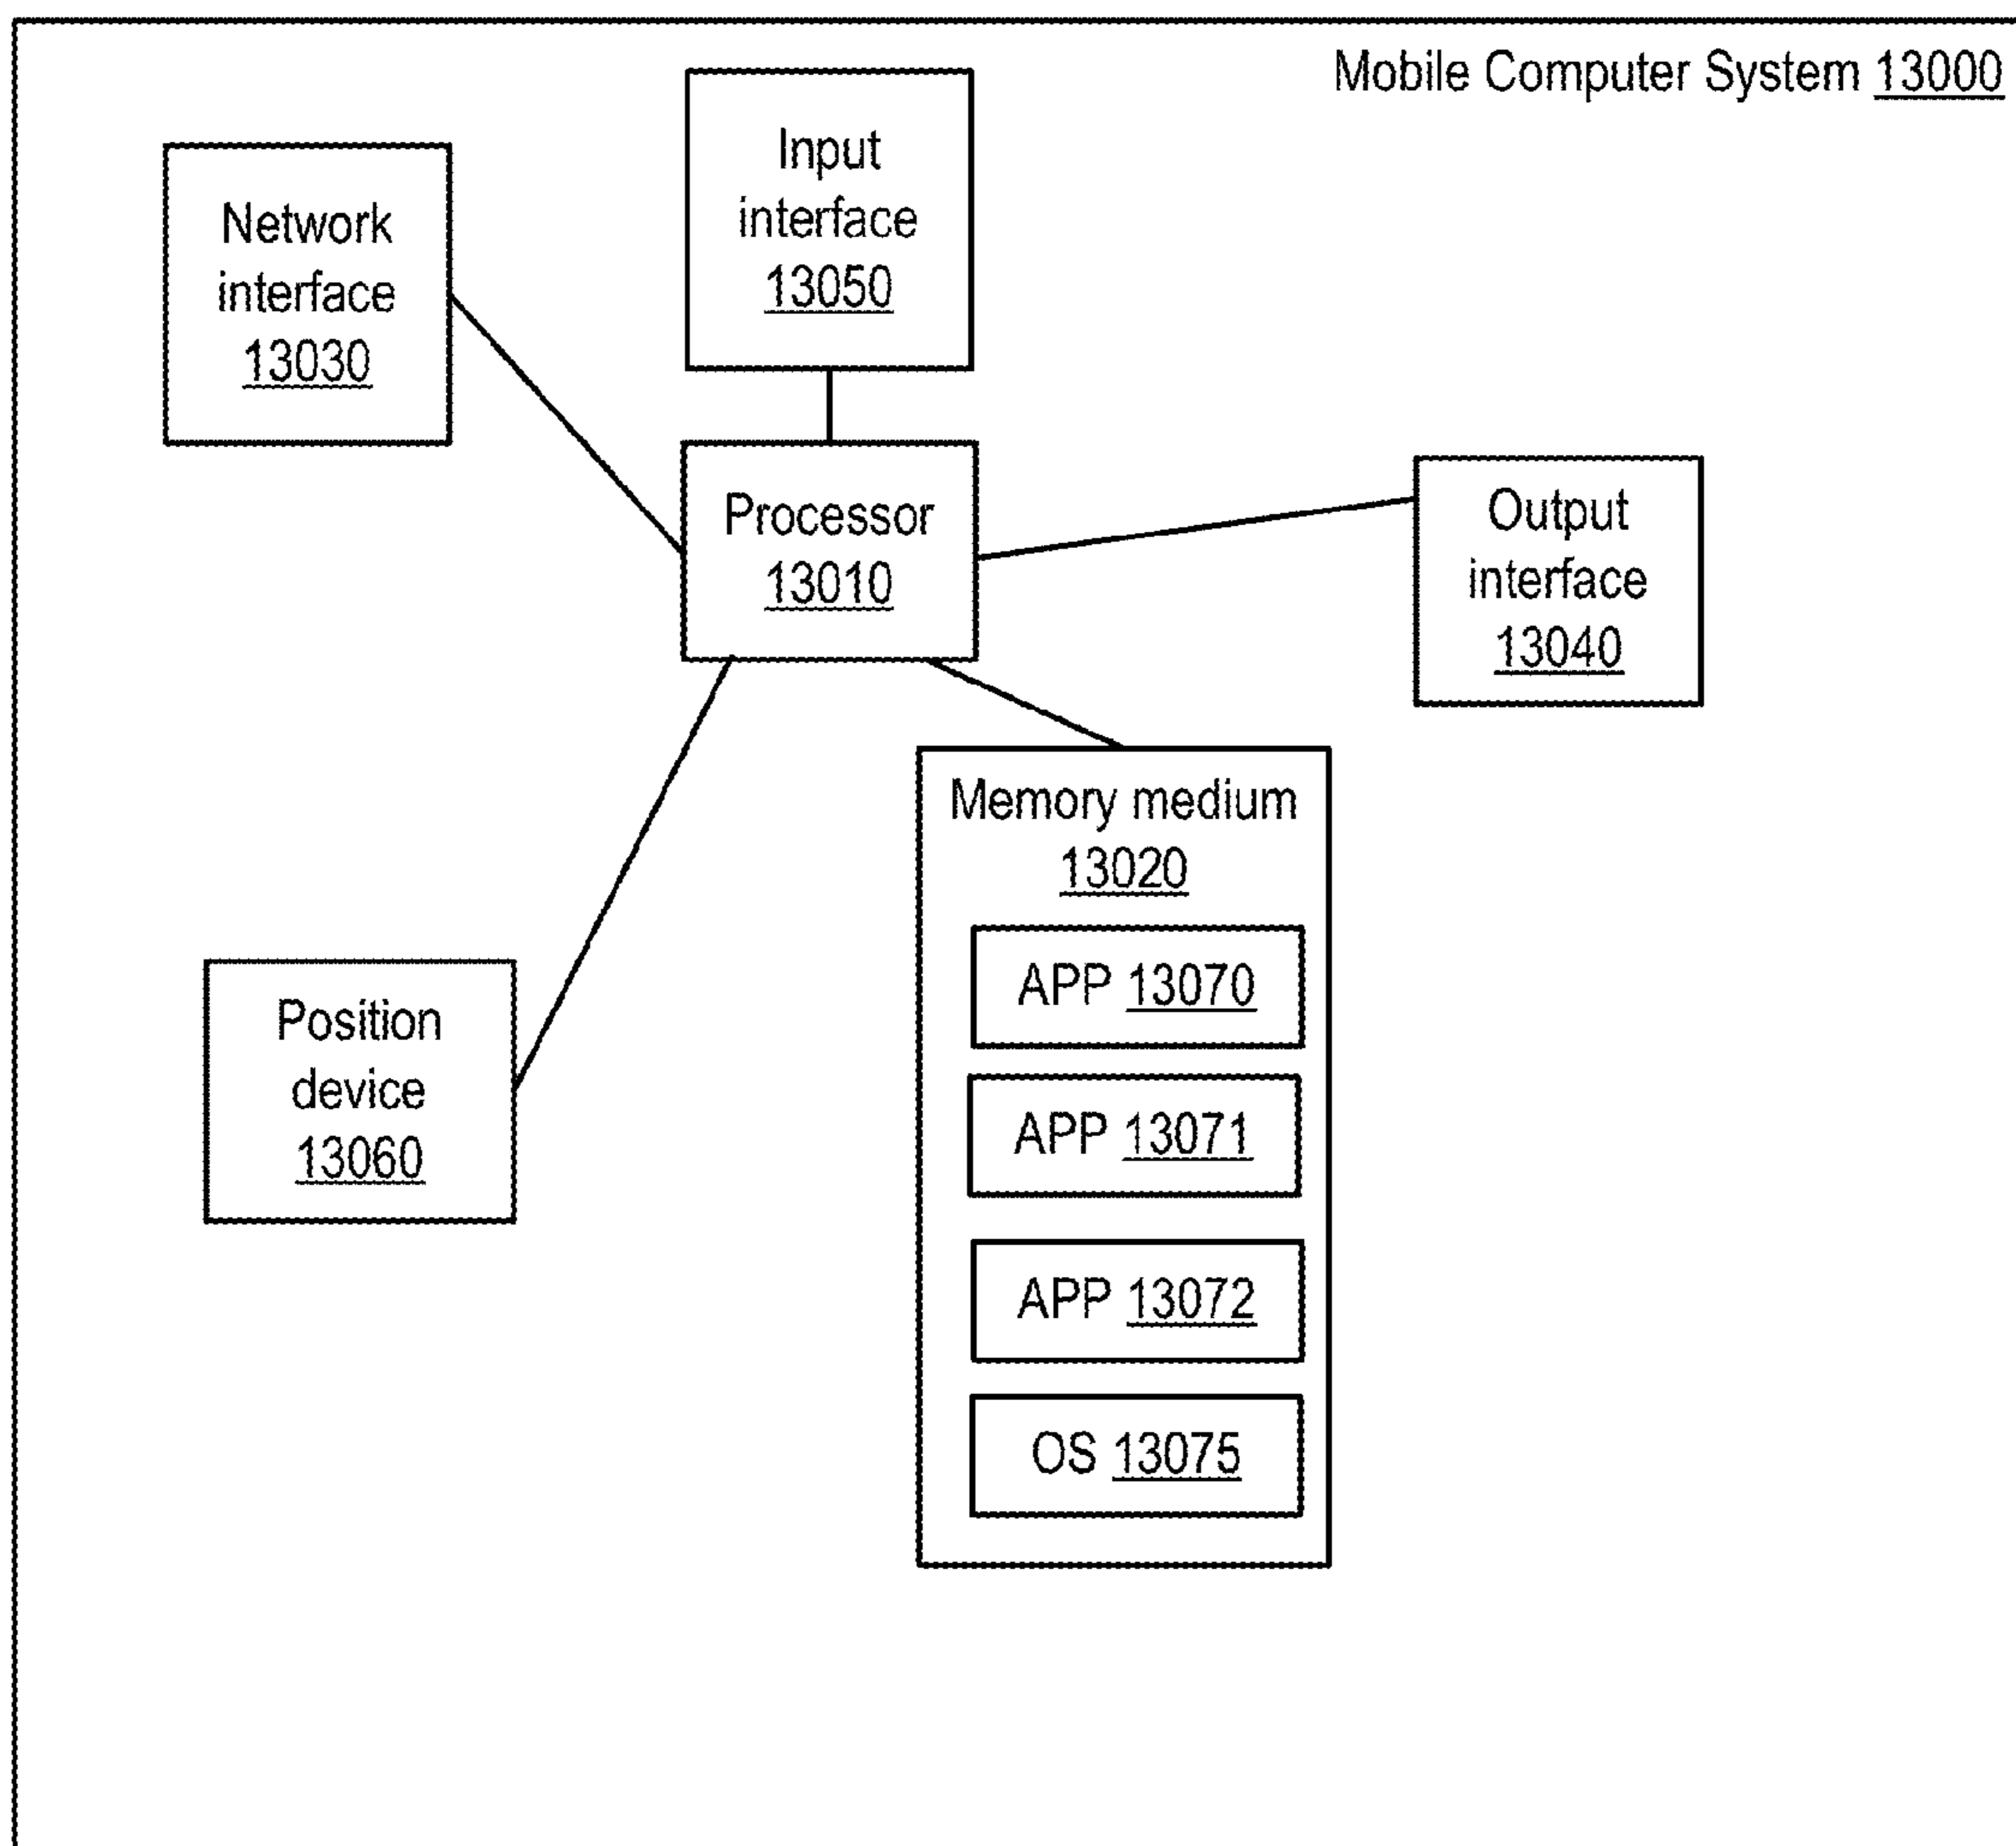 Mobile Computer System 13000
Input
interface
13050
Network
interface
13030
Processor
13010
Output
interface
13040
Memory medium
13020
APP 13070
APP 13071
APP 13072
OS 13075
Position
device
13060